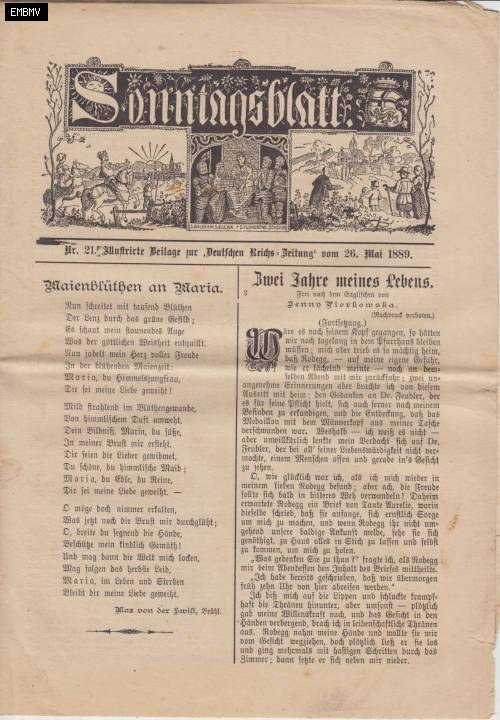 EMBMV
Sonntagsblatt
Nr. 21. Illustrirte Beilage zur „Deutschen Reichs-Zeitung“ vom 26. Mai 1889.
Maienblüthen an Maria.
Nun schreitet mit tausend Blüthen
Der Lenz durch das grüne Gefild;
Es schaut wein staunendes Auge
Was der göttlichen Weisheit entquillt.
Nun jubelt mein Herz voller Freude
In der blühenden Maienzeit:
Maria, du Himmelsjungfrau,
Dir sei meine Liebe geweiht!
Mild strahlend im Blüthengewande,
Von himmlischem Duft umweht,
Dein Bildniß, Maria, du süße,
In meiner Brust mir ersteht.
Dir seien die Lieder gewidmet,
Du schöne, du himmlische Maid;
Maria, du Edle, du Reine,
Dir sei meine Liebe geweiht. —
O möge doch nimmer erkalten,
Was jetzt noch die Brust mir durchglüht;
O, breite du segnend die Hände,
Beschütze mein kindlich Gemüth!
Und mag dann die Welt mich locken,
Mag folgen das herbste Leid,
Maria, im Leben und Sterben
Bleibt dir meine Liebe geweiht.
Max von der Brühl.
Zwei Jahre meines Lebens.
3
Frei nach dem Englischen von
Jenny Piorkowska.
(Nachdruck verboten.)
(Fortsetzung.)
Wäre es nach seinem Kopf gegangen, so hätten
wir noch tagelang in dem Pfarrhaus bleiben
müssen; mich aber trieb es so mächtig heim,
daß Rodegg, — auf meine eigene Gefahr,
wie er lächelnd meinte — noch an dem-
selben Abend mit mir zurückfuhr; zwei un-
angenehme Erinnerungen aber brachte ich von diesem
Ausritt mit heim: den Gedanken an Dr. Feubler, der
es für seine Pflicht hielt, sich auch ferner nach meinem
Befinden zu erkundigen, und die Entdeckung, daß das
Medaillon mit dem Männerkopf aus meiner Tasche
verschwunden war. Weshalb — ich weiß es nicht —
aber unwillkürlich lenkte mein Verdacht sich auf Dr.
Feubler, der bei all' seiner Liebenswürdigkeit nicht ver-
mochte, einem Menschen offen und gerade in's Gesicht
zu sehen.
O, wie glücklich war ich, als ich mich wieder in
meinem lieben Rodegg befand; aber ach, die Freude
sollte sich bald in bitteres Weh verwandeln! Daheim
erwartete Rodegg ein Brief von Tante Aurelie, worin
dieselbe schrieb, daß sie anfange, sich ernstlich Sorge
um mich zu machen, und wenn Rodegg ihr nicht um-
gehend unsere baldige Ankunft melde, sehe sie sich
genöthigt, zu Haus alles in Stich zu lassen und selbst
zu kommen, um mich zu holen.
„Was gedenken Sie zu thun?“ fragte ich, als Rodegg
mir beim Abendessen den Inhalt des Briefes mittheilte.
„Ich habe bereits geschrieben, daß wir übermorgen
früh zehn Uhr von hier abreisen werden.“
Ich biß mich auf die Lippen und schluckte krampf-
haft die Thränen hinunter, aber umsonst — plötzlich
gab meine Willenskraft nach, und das Gesicht in den
Händen verbergend, brach ich in leidenschaftliche Thränen
aus. Rodegg nahm meine Hände und wollte sie mir
vom Gesicht wegziehen, doch plötzlich ließ er sie los
und ging mehrmals mit hastigen Schritten durch das
Zimmer; dann setzte er sich neben mir nieder.